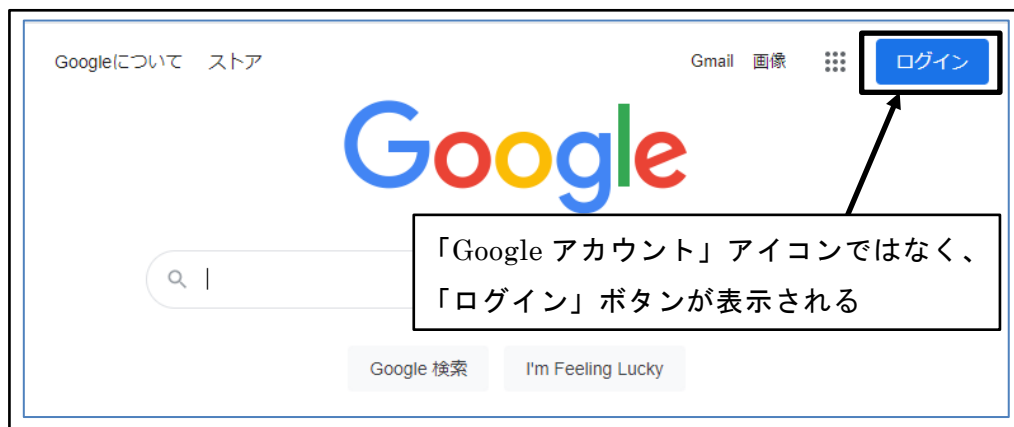 Googleについて ストア Gmail 画像 ログイン
Google
「Google アカウント」アイコンではなく、
「ログイン」ボタンが表示される
Google 検索 I'm Feeling Lucky